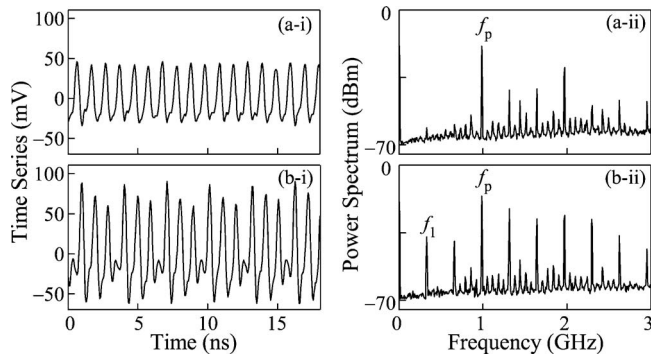 (a-i)
100
50
0
−50
(b-i)
100
50
0
−50
0
5
10
15
Time (ns)
Time Series (mV)
(a-ii)
0
−70
fp
(b-ii)
0
−70
f1
fp
0
1
2
3
Frequency (GHz)
Power Spectrum (dBm)